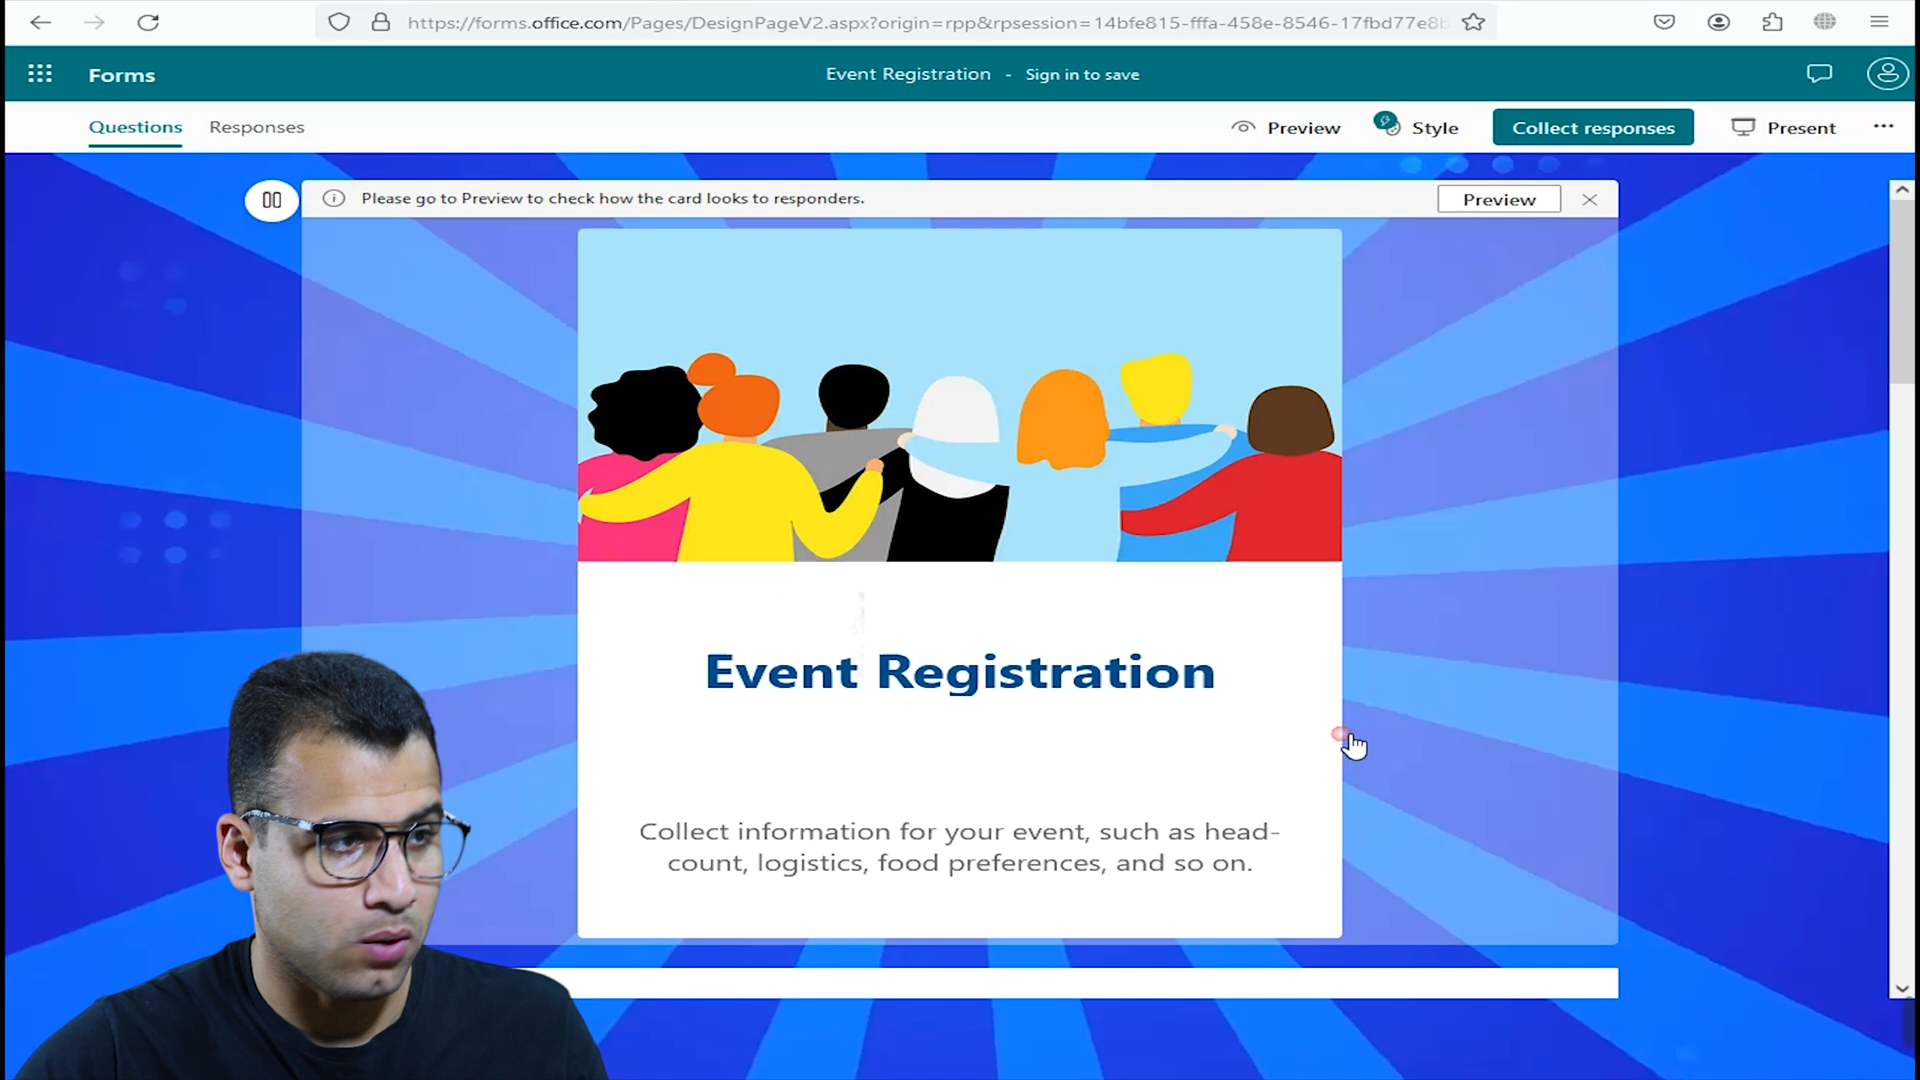 https://forms.office.com/Pages/DesignPageV2.aspx?origin=rpp&rpsession=14bfe815-fffa-458e-8546-17fbd77e8b
Forms
Event Registration - Sign in to save
Questions Responses
Preview Style Collect responses Present
Please go to Preview to check how the card looks to responders.
Preview
Event Registration
Collect information for your event, such as head-
count, logistics, food preferences, and so on.